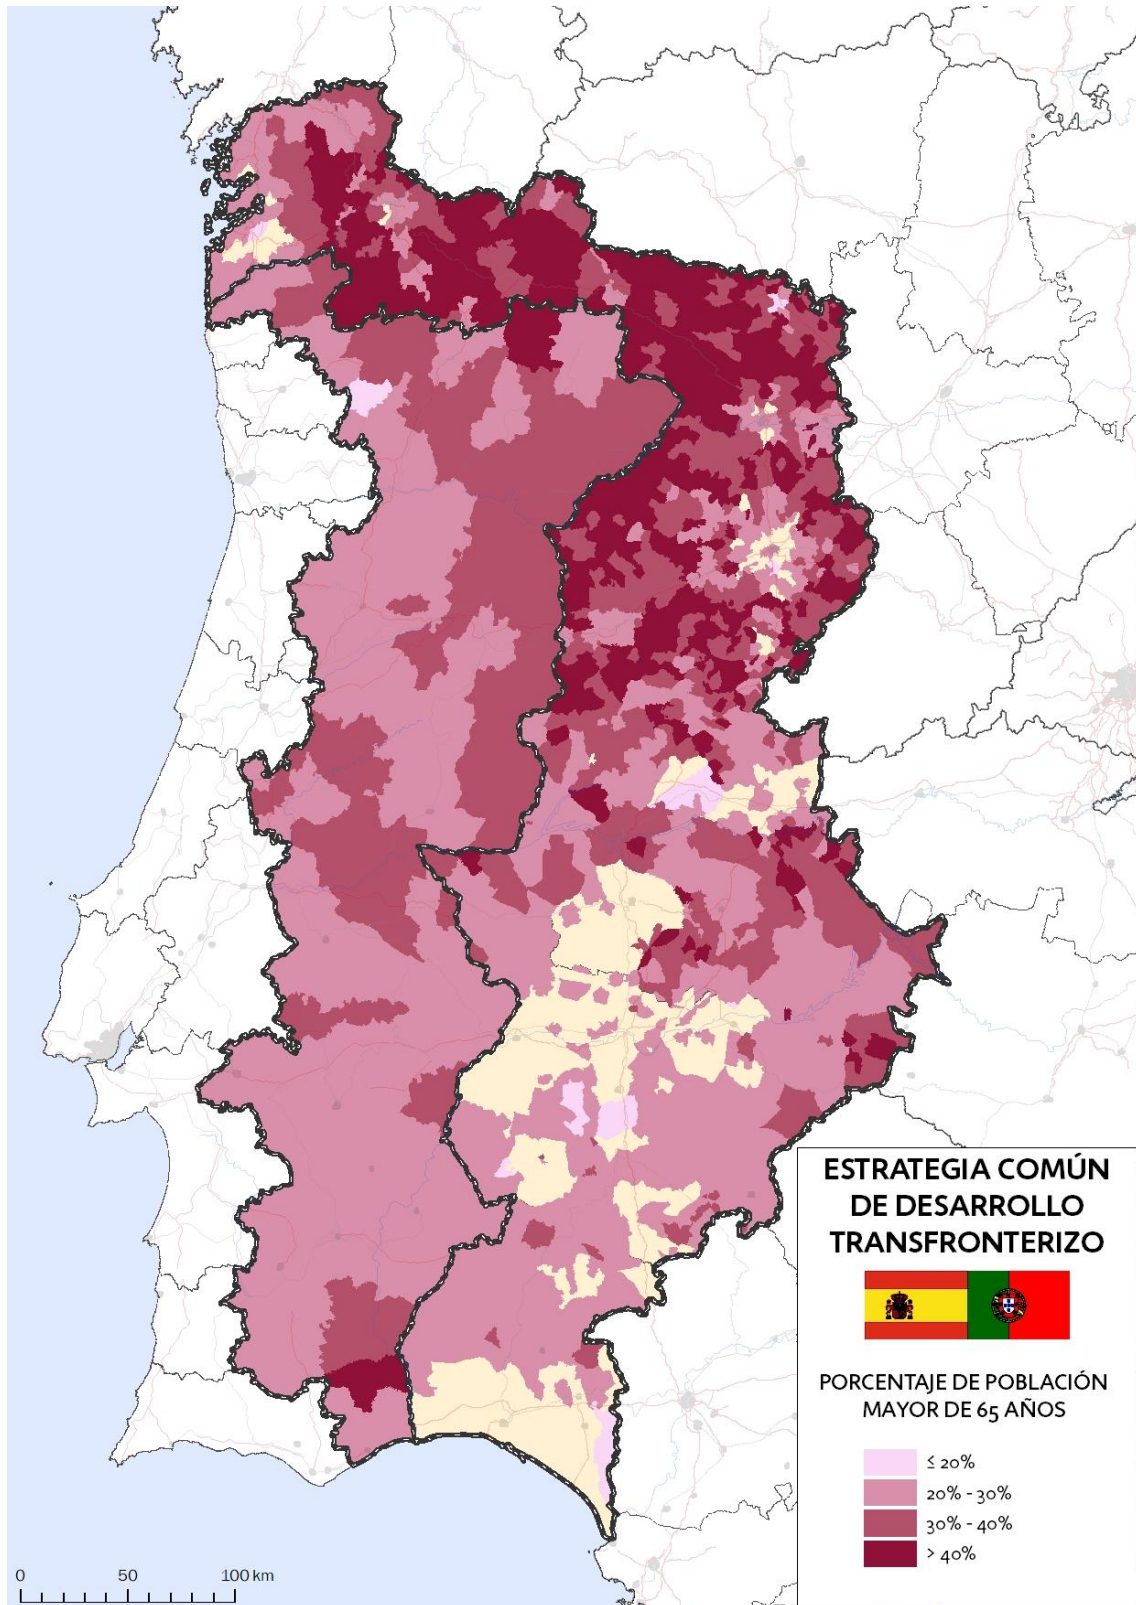 ESTRATEGIA COMÚN
DE DESARROLLO
TRANSFRONTERIZO
PORCENTAJE DE POBLACIÓN
MAYOR DE 65 AÑOS
≤ 20%
20% - 30%
30% - 40%
> 40%
0 50 100 km